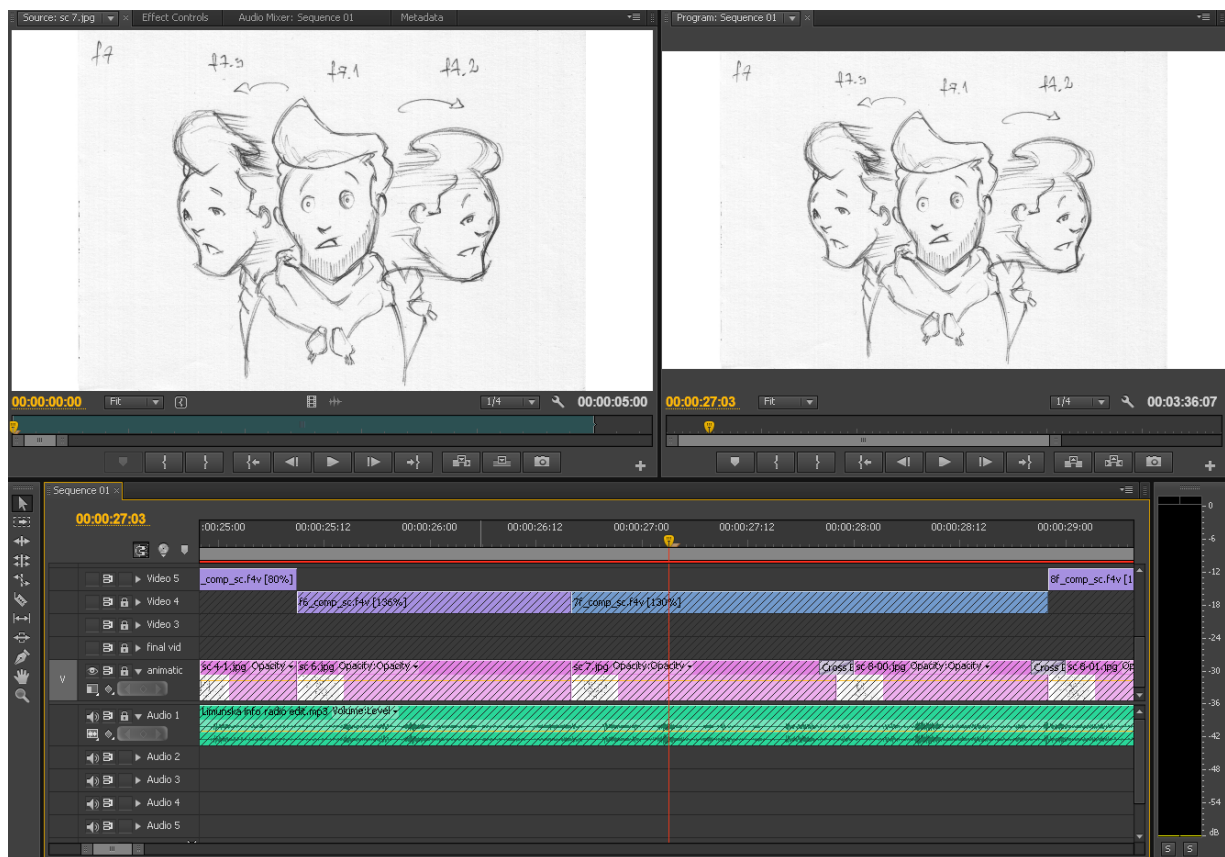 Source: sc 7.jpg
Effect Controls
Audio Mixer: Sequence 01
Metadata
Program: Sequence 01
f7
f7.1
f7.2
f7
f7.1
f7.2
00:00:00:00
Fit
1/4
00:00:05:00
00:00:27:03
Fit
1/4
00:03:36:07
Sequence 01
00:00:27:03
:00:25:00
00:00:25:12
00:00:26:00
00:00:26:12
00:00:27:00
00:00:27:12
00:00:28:00
00:00:28:12
00:00:29:00
Video 5
_comp_sc.f4v [80%]
8f_comp_sc.f4v [1
Video 4
f6_comp_sc.f4v [136%]
7f_comp_sc.f4v [130%]
Video 3
final vid
V
animatic
sc 4-1.jpg Opacity
sc 6.jpg Opacity:Opacity
sc 7.jpg Opacity:Opacity
Cross
sc 8-00.jpg Opacity:Opacity
Cross
sc 8-01.jpg Op
Audio 1
Limunska info radio edit.mp3 Volume:Level
Audio 2
Audio 3
Audio 4
Audio 5
0
-6
-12
-18
-24
-30
-36
-42
-48
-54
dB
S S